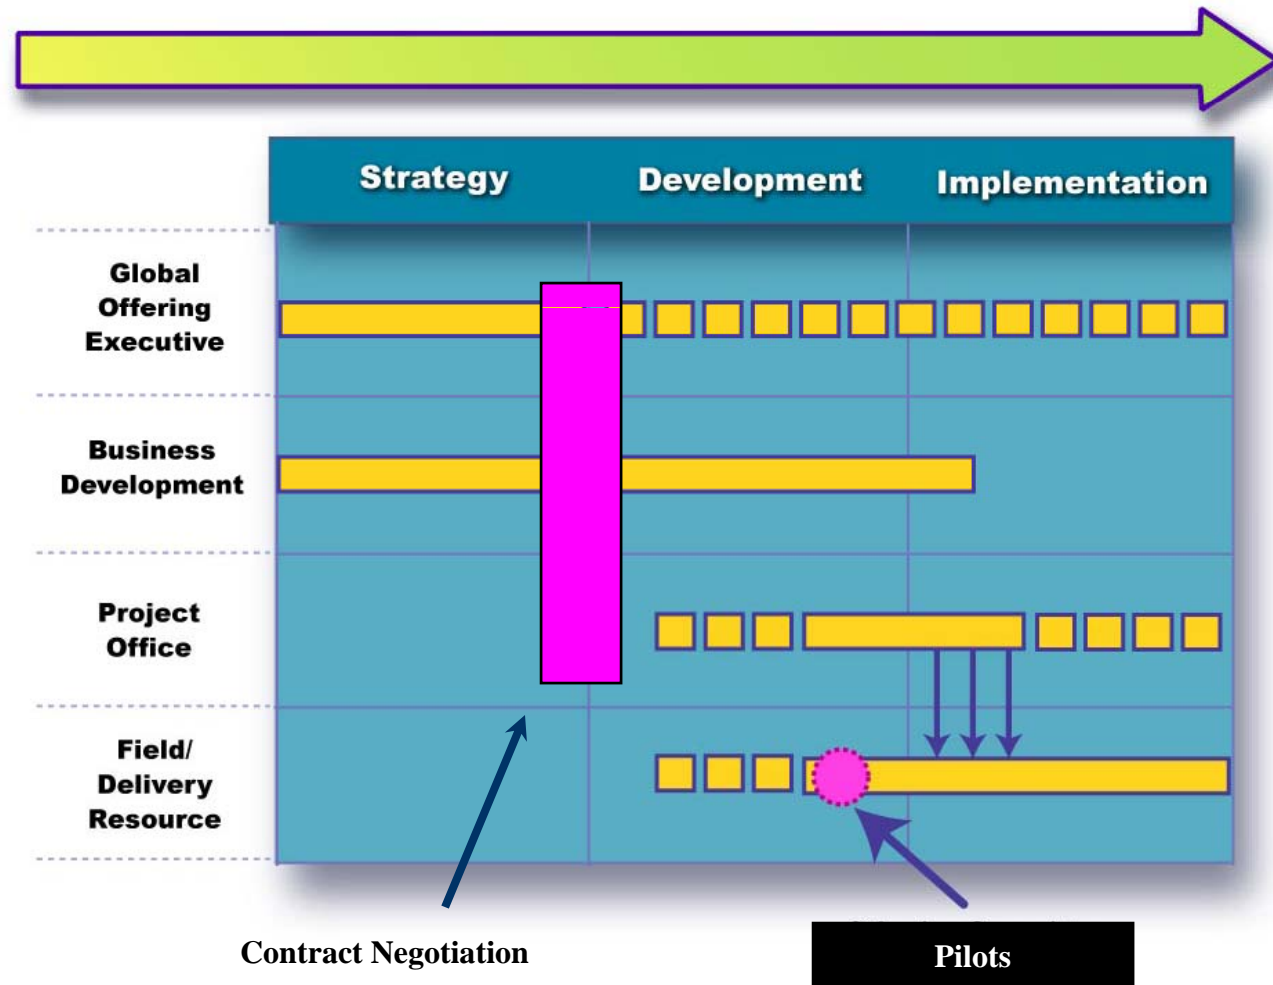 Strategy Development Implementation
Global
Offering
Executive
Business
Development
Project
Office
Field/
Delivery
Resource
Contract Negotiation
Pilots